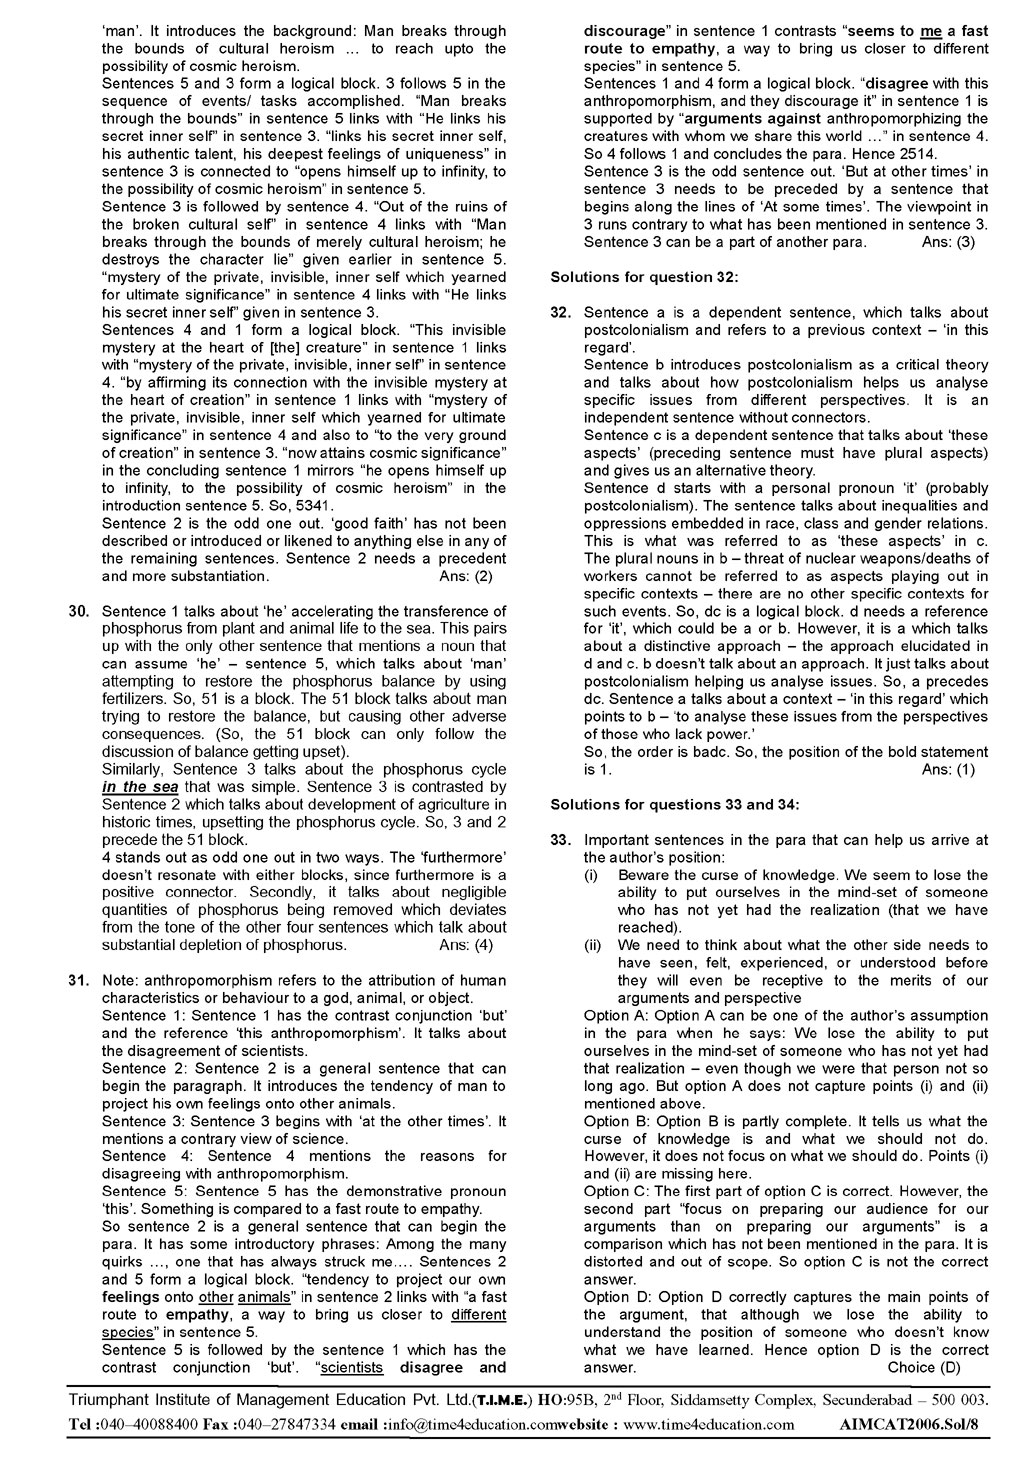 ‘man’. It introduces the background: Man breaks through
the bounds of cultural heroism … to reach upto the
possibility of cosmic heroism.
Sentences 5 and 3 form a logical block. 3 follows 5 in the
sequence of events/ tasks accomplished. “Man breaks
through the bounds” in sentence 5 links with “He links his
secret inner self” in sentence 3. “links his secret inner self,
his authentic talent, his deepest feelings of uniqueness” in
sentence 3 is connected to “opens himself up to infinity, to
the possibility of cosmic heroism” in sentence 5.
Sentence 3 is followed by sentence 4. “Out of the ruins of
the broken cultural self” in sentence 4 links with “Man
breaks through the bounds of merely cultural heroism; he
destroys the character lie” given earlier in sentence 5.
“mystery of the private, invisible, inner self which yearned
for ultimate significance” in sentence 4 links with “He links
his secret inner self” given in sentence 3.
Sentences 4 and 1 form a logical block. “This invisible
mystery at the heart of [the] creature” in sentence 1 links
with “mystery of the private, invisible, inner self” in sentence
4. “by affirming its connection with the invisible mystery at
the heart of creation” in sentence 1 links with “mystery of
the private, invisible, inner self which yearned for ultimate
significance” in sentence 4 and also to “to the very ground
of creation” in sentence 3. “now attains cosmic significance”
in the concluding sentence 1 mirrors “he opens himself up
to infinity, to the possibility of cosmic heroism” in the
introduction sentence 5. So, 5341.
Sentence 2 is the odd one out. ‘good faith’ has not been
described or introduced or likened to anything else in any of
the remaining sentences. Sentence 2 needs a precedent
and more substantiation. Ans: (2)
30. Sentence 1 talks about ‘he’ accelerating the transference of
phosphorus from plant and animal life to the sea. This pairs
up with the only other sentence that mentions a noun that
can assume ‘he’ – sentence 5, which talks about ‘man’
attempting to restore the phosphorus balance by using
fertilizers. So, 51 is a block. The 51 block talks about man
trying to restore the balance, but causing other adverse
consequences. (So, the 51 block can only follow the
discussion of balance getting upset).
Similarly, Sentence 3 talks about the phosphorus cycle
in the sea that was simple. Sentence 3 is contrasted by
Sentence 2 which talks about development of agriculture in
historic times, upsetting the phosphorus cycle. So, 3 and 2
precede the 51 block.
4 stands out as odd one out in two ways. The ‘furthermore’
doesn’t resonate with either blocks, since furthermore is a
positive connector. Secondly, it talks about negligible
quantities of phosphorus being removed which deviates
from the tone of the other four sentences which talk about
substantial depletion of phosphorus. Ans: (4)
31. Note: anthropomorphism refers to the attribution of human
characteristics or behaviour to a god, animal, or object.
Sentence 1: Sentence 1 has the contrast conjunction ‘but’
and the reference ‘this anthropomorphism’. It talks about
the disagreement of scientists.
Sentence 2: Sentence 2 is a general sentence that can
begin the paragraph. It introduces the tendency of man to
project his own feelings onto other animals.
Sentence 3: Sentence 3 begins with ‘at the other times’. It
mentions a contrary view of science.
Sentence 4: Sentence 4 mentions the reasons for
disagreeing with anthropomorphism.
Sentence 5: Sentence 5 has the demonstrative pronoun
‘this’. Something is compared to a fast route to empathy.
So sentence 2 is a general sentence that can begin the
para. It has some introductory phrases: Among the many
quirks …, one that has always struck me…. Sentences 2
and 5 form a logical block. “tendency to project our own
feelings onto other animals” in sentence 2 links with “a fast
route to empathy, a way to bring us closer to different
species” in sentence 5.
Sentence 5 is followed by the sentence 1 which has the
contrast conjunction ‘but’. “scientists disagree and
discourage” in sentence 1 contrasts “seems to me a fast
route to empathy, a way to bring us closer to different
species” in sentence 5.
Sentences 1 and 4 form a logical block. “disagree with this
anthropomorphism, and they discourage it” in sentence 1 is
supported by “arguments against anthropomorphizing the
creatures with whom we share this world …” in sentence 4.
So 4 follows 1 and concludes the para. Hence 2514.
Sentence 3 is the odd sentence out. ‘But at other times’ in
sentence 3 needs to be preceded by a sentence that
begins along the lines of ‘At some times’. The viewpoint in
3 runs contrary to what has been mentioned in sentence 3.
Sentence 3 can be a part of another para. Ans: (3)
Solutions for question 32:
32. Sentence a is a dependent sentence, which talks about
postcolonialism and refers to a previous context – ‘in this
regard’.
Sentence b introduces postcolonialism as a critical theory
and talks about how postcolonialism helps us analyse
specific issues from different perspectives. It is an
independent sentence without connectors.
Sentence c is a dependent sentence that talks about ‘these
aspects’ (preceding sentence must have plural aspects)
and gives us an alternative theory.
Sentence d starts with a personal pronoun ‘it’ (probably
postcolonialism). The sentence talks about inequalities and
oppressions embedded in race, class and gender relations.
This is what was referred to as ‘these aspects’ in c.
The plural nouns in b – threat of nuclear weapons/deaths of
workers cannot be referred to as aspects playing out in
specific contexts – there are no other specific contexts for
such events. So, dc is a logical block. d needs a reference
for ‘it’, which could be a or b. However, it is a which talks
about a distinctive approach – the approach elucidated in
d and c. b doesn’t talk about an approach. It just talks about
postcolonialism helping us analyse issues. So, a precedes
dc. Sentence a talks about a context – ‘in this regard’ which
points to b – ‘to analyse these issues from the perspectives
of those who lack power.’
So, the order is badc. So, the position of the bold statement
is 1. Ans: (1)
Solutions for questions 33 and 34:
33. Important sentences in the para that can help us arrive at
the author’s position:
(i) Beware the curse of knowledge. We seem to lose the
ability to put ourselves in the mind-set of someone
who has not yet had the realization (that we have
reached).
(ii) We need to think about what the other side needs to
have seen, felt, experienced, or understood before
they will even be receptive to the merits of our
arguments and perspective
Option A: Option A can be one of the author’s assumption
in the para when he says: We lose the ability to put
ourselves in the mind-set of someone who has not yet had
that realization – even though we were that person not so
long ago. But option A does not capture points (i) and (ii)
mentioned above.
Option B: Option B is partly complete. It tells us what the
curse of knowledge is and what we should not do.
However, it does not focus on what we should do. Points (i)
and (ii) are missing here.
Option C: The first part of option C is correct. However, the
second part “focus on preparing our audience for our
arguments than on preparing our arguments” is a
comparison which has not been mentioned in the para. It is
distorted and out of scope. So option C is not the correct
answer.
Option D: Option D correctly captures the main points of
the argument, that although we lose the ability to
understand the position of someone who doesn’t know
what we have learned. Hence option D is the correct
answer. Choice (D)
Triumphant Institute of Management Education Pvt. Ltd.(T.I.M.E.) HO:95B, 2nd Floor, Siddamsetty Complex, Secunderabad – 500 003.
Tel :040–40088400 Fax :040–27847334 email :info@time4education.comwebsite : www.time4education.com AIMCAT2006.Sol/8